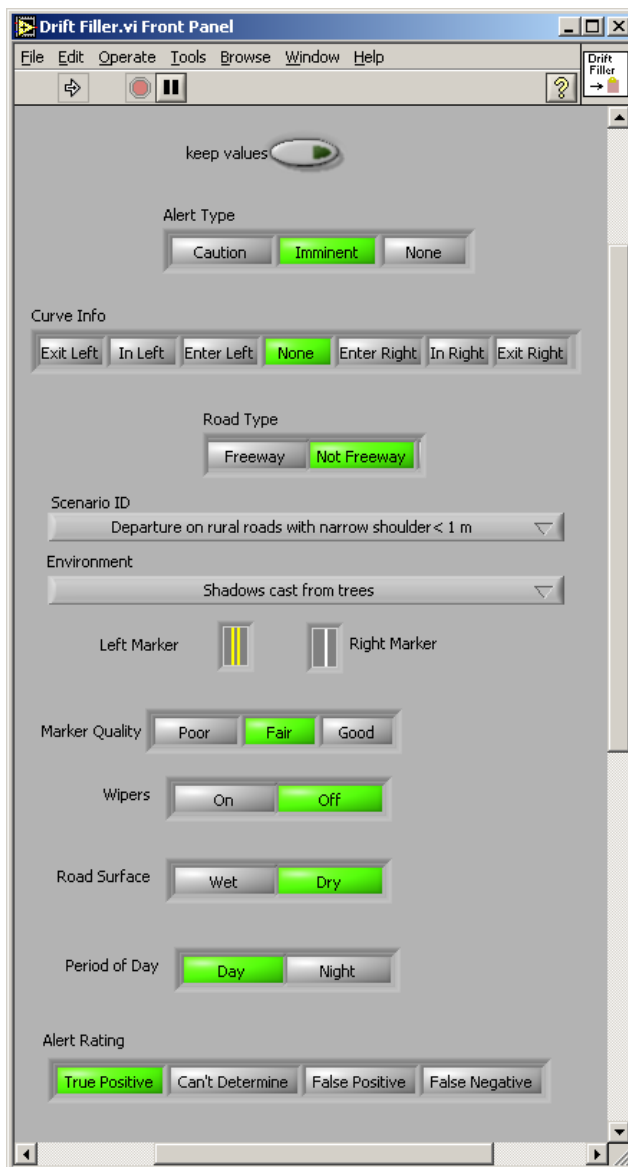 Drift Filler.vi Front Panel
File Edit Operate Tools Browse Window Help
Drift
Filler
?
keep values
Alert Type
Caution Imminent None
Curve Info
Exit Left In Left Enter Left None Enter Right In Right Exit Right
Road Type
Freeway Not Freeway
Scenario ID
Departure on rural roads with narrow shoulder< 1 m
Environment
Shadows cast from trees
Left Marker Right Marker
Marker Quality Poor Fair Good
Wipers On Off
Road Surface Wet Dry
Period of Day Day Night
Alert Rating
True Positive Can't Determine False Positive False Negative